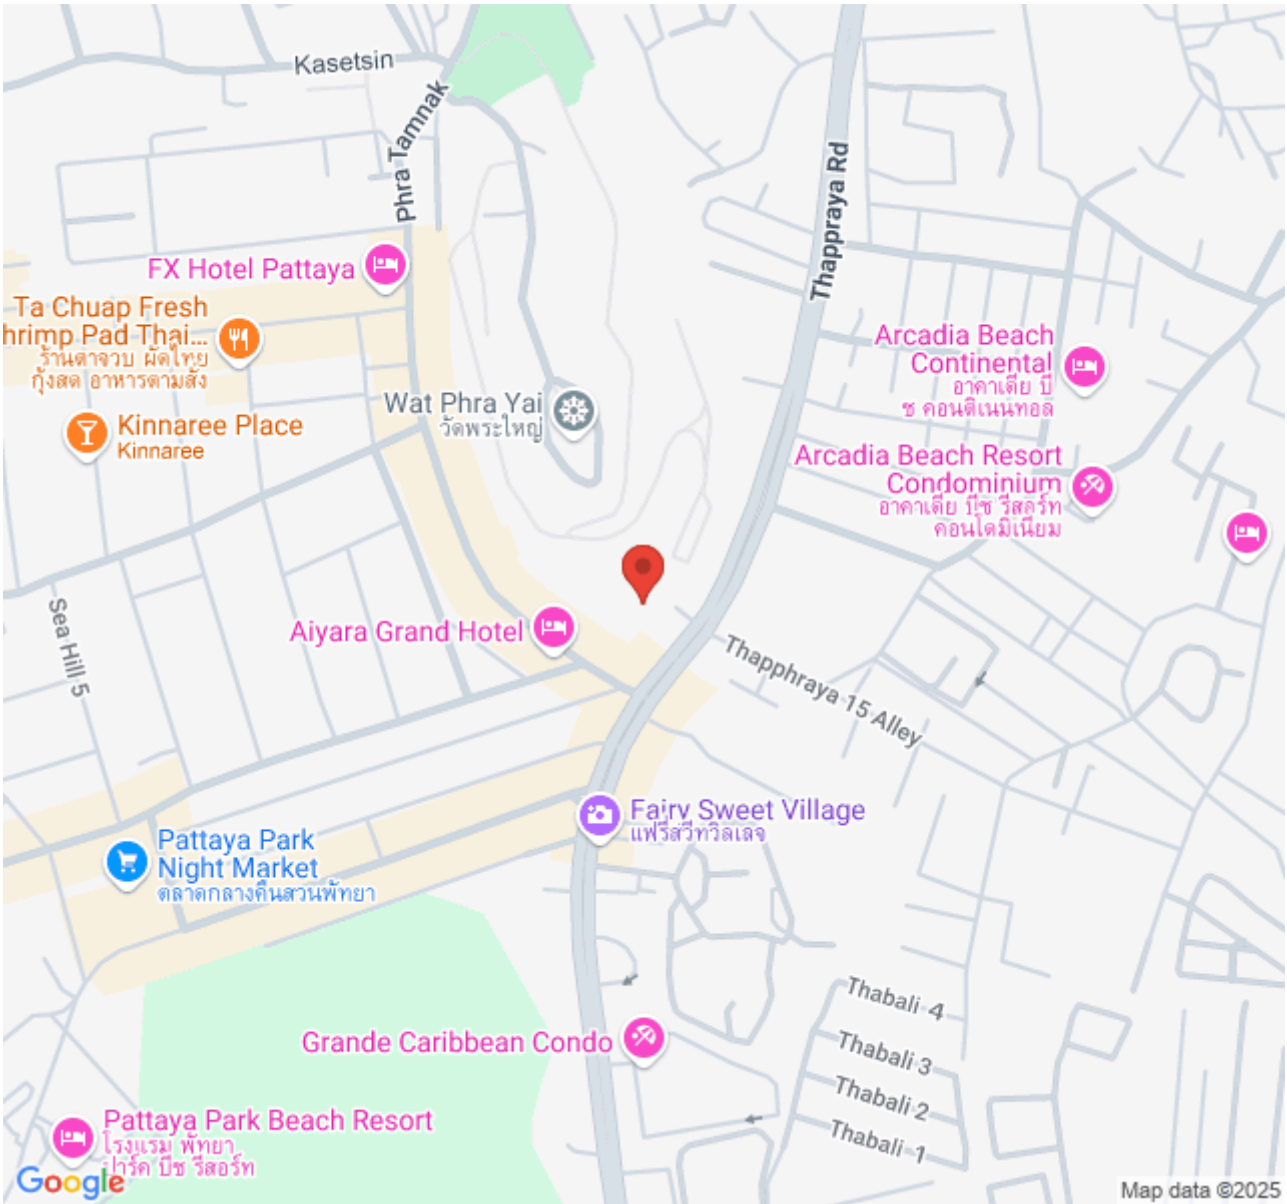 Kasetsin
Phra Tamnak
Thappraya Rd
FX Hotel Pattaya
Ta Chuap Fresh
hrimp Pad Thai...
ร้านตาจวบ ผัดไทย
กุ้งสด อาหารตามสั่ง
Arcadia Beach
Continental
อาคาเดีย บี
ช คอนติเนนทอล
Wat Phra Yai
วัดพระใหญ่
Kinnaree Place
Kinnaree
Arcadia Beach Resort
Condominium
อาคาเดีย บีช รีสอร์ท
คอนโดมิเนียม
Sea Hill 5
Aiyara Grand Hotel
Thapphraya 15 Alley
Fairy Sweet Village
แฟรี่สวีทวิลเลจ
Pattaya Park
Night Market
ตลาดกลางคืนสวนพัทยา
Thabali 4
Grande Caribbean Condo
Thabali 3
Thabali 2
Thabali 1
Pattaya Park Beach Resort
โรงแรม พัทยา
ปาร์ค บีช รีสอร์ท
Google
Map data ©2025